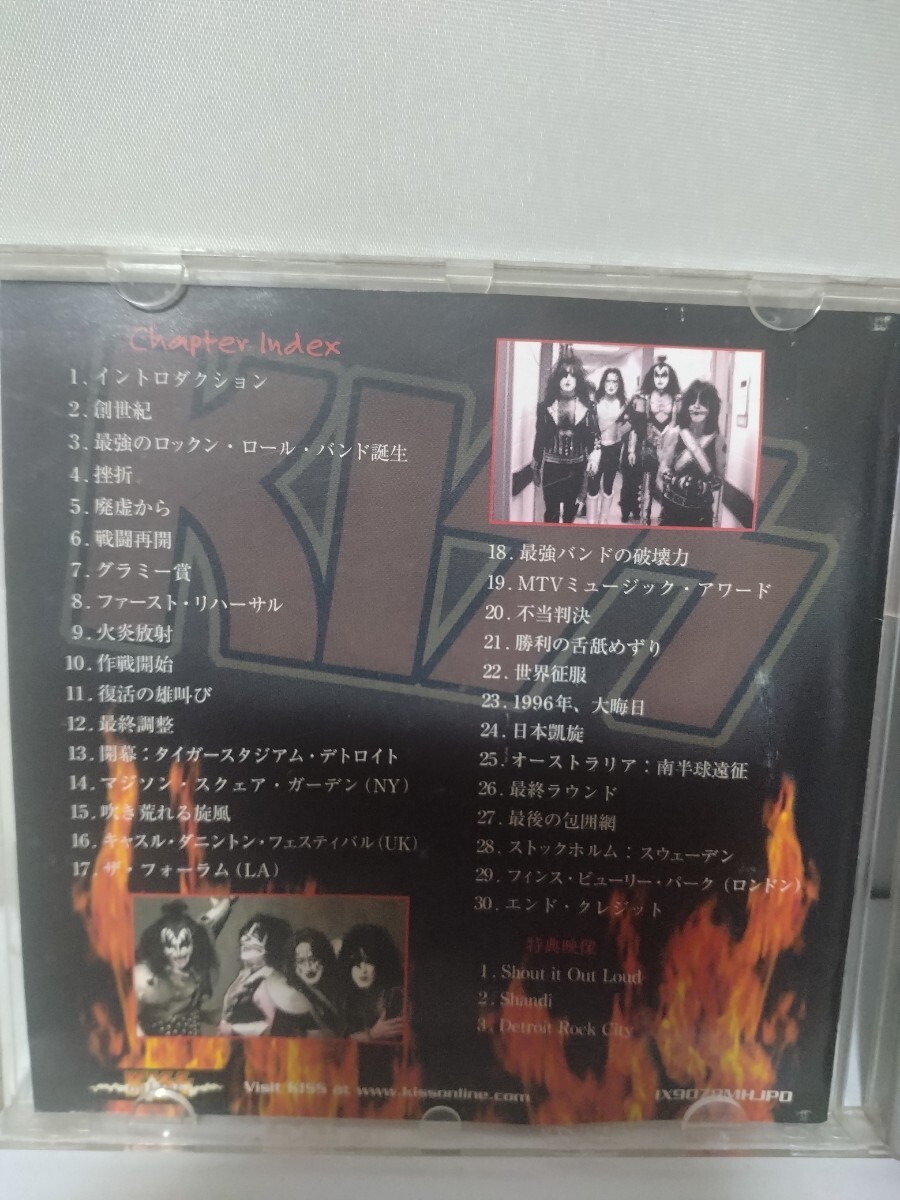 Chapter Index
KISS
1.イントロダクション
2.創世紀
3.最強のロックン・ロール・バンド誕生
4.挫折
5.廃虚から
6.戦闘再開
7.グラミー賞
8.ファースト・リハーサル
9.火炎放射
10.作戦開始
11.復活の雄叫び
12.最終調整
13.開幕：タイガースタジアム・デトロイト
14.マジソン・スクェア・ガーデン(NY)
15.吹き荒れる旋風
16.キャスル・ダニントン・フェスティバル(UK)
17.ザ・フォーラム(LA)
18.最強バンドの破壊力
19.MTVミュージック・アワード
20.不当判決
21.勝利の舌舐めずり
22.世界征服
23.1996年、大晦日
24.日本凱旋
25.オーストラリア：南半球遠征
26.最終ラウンド
27.最後の包囲網
28.ストックホルム：スウェーデン
29.フィンス・ビューリー・パーク (ロンドン)
30.エンド・クレジット
特典映像
1.Shout it Out Loud
2.Shandi
3.Detroit Rock City
Visit KISS at www.kissonline.com